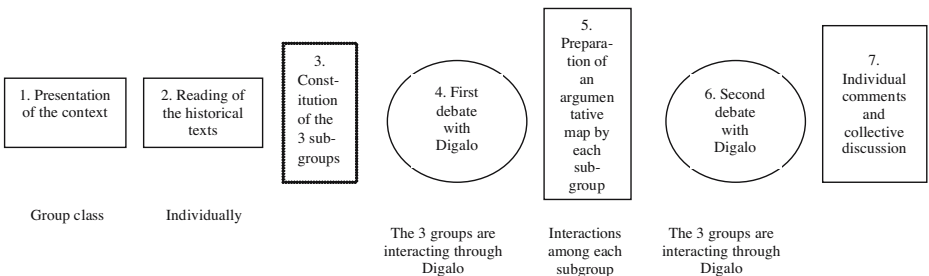 1. Presentation
of the context
2. Reading of
the historical
texts
3.
Const-
itution
of the
3 sub-
groups
4. First
debate
with
Digalo
5.
Prepara-
tion of
an
argumen
tative
map by
each
sub-
group
6. Second
debate
with
Digalo
7.
Individual
comments
and
collective
discussion
Group class
Individually
The 3 groups are
interacting through
Digalo
Interactions
among each
subgroup
The 3 groups are
interacting through
Digalo